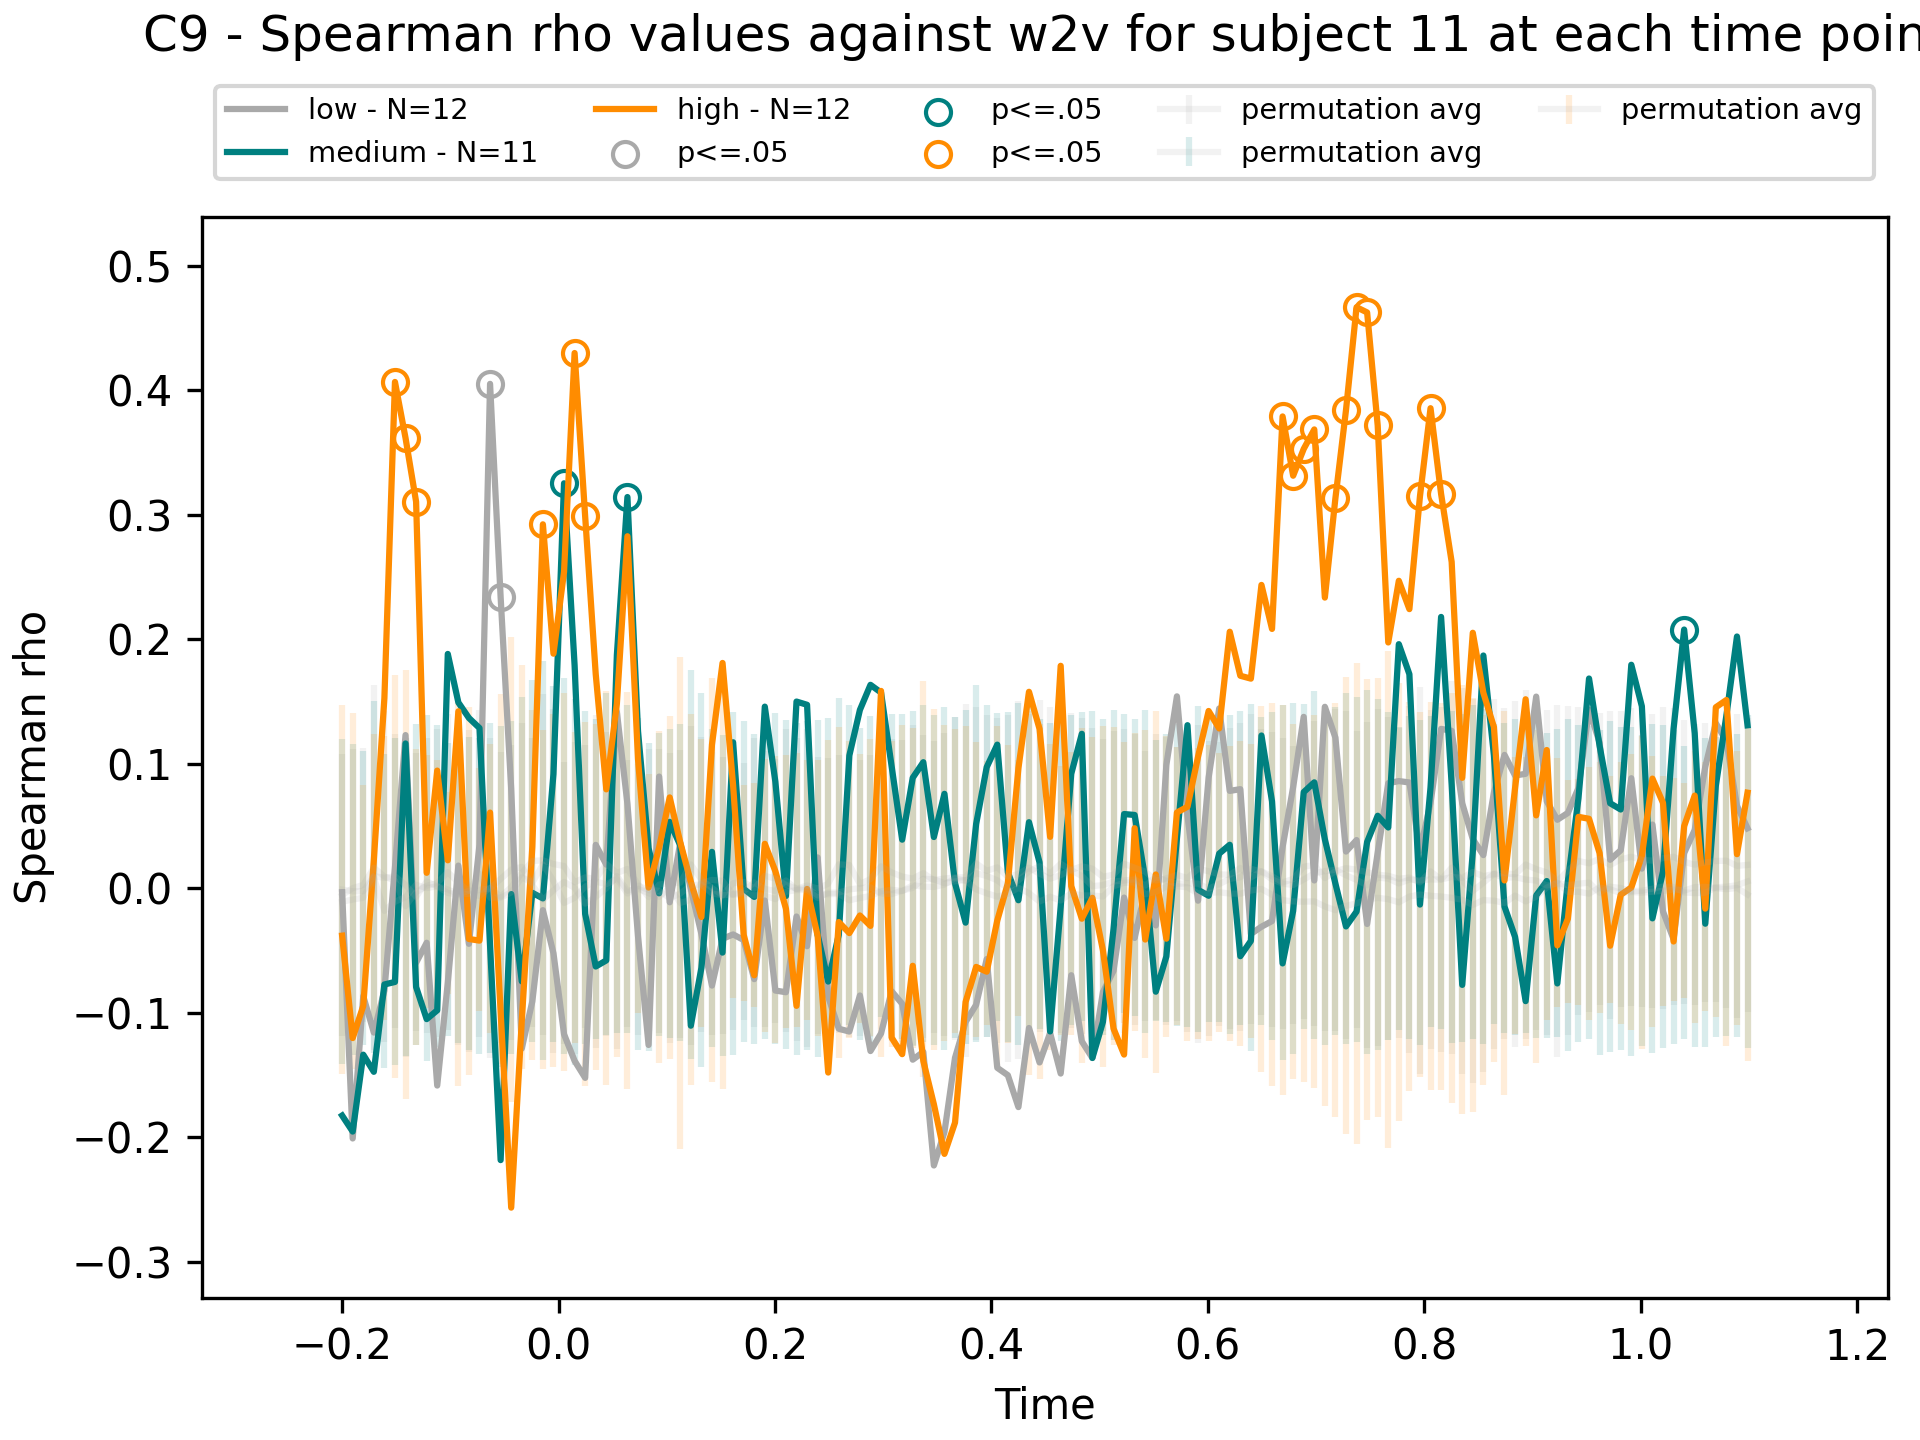 C9 - Spearman rho values against w2v for subject 11 at each time poin
low - N=12 high - N=12 p<=.05 permutation avg permutation avg
medium - N=11 p<=.05 p<=.05 permutation avg
0.5
0.4
0.3
0.2
0.1
0.0
−0.1
−0.2
−0.3
Spearman rho
−0.2 0.0 0.2 0.4 0.6 0.8 1.0 1.2
Time